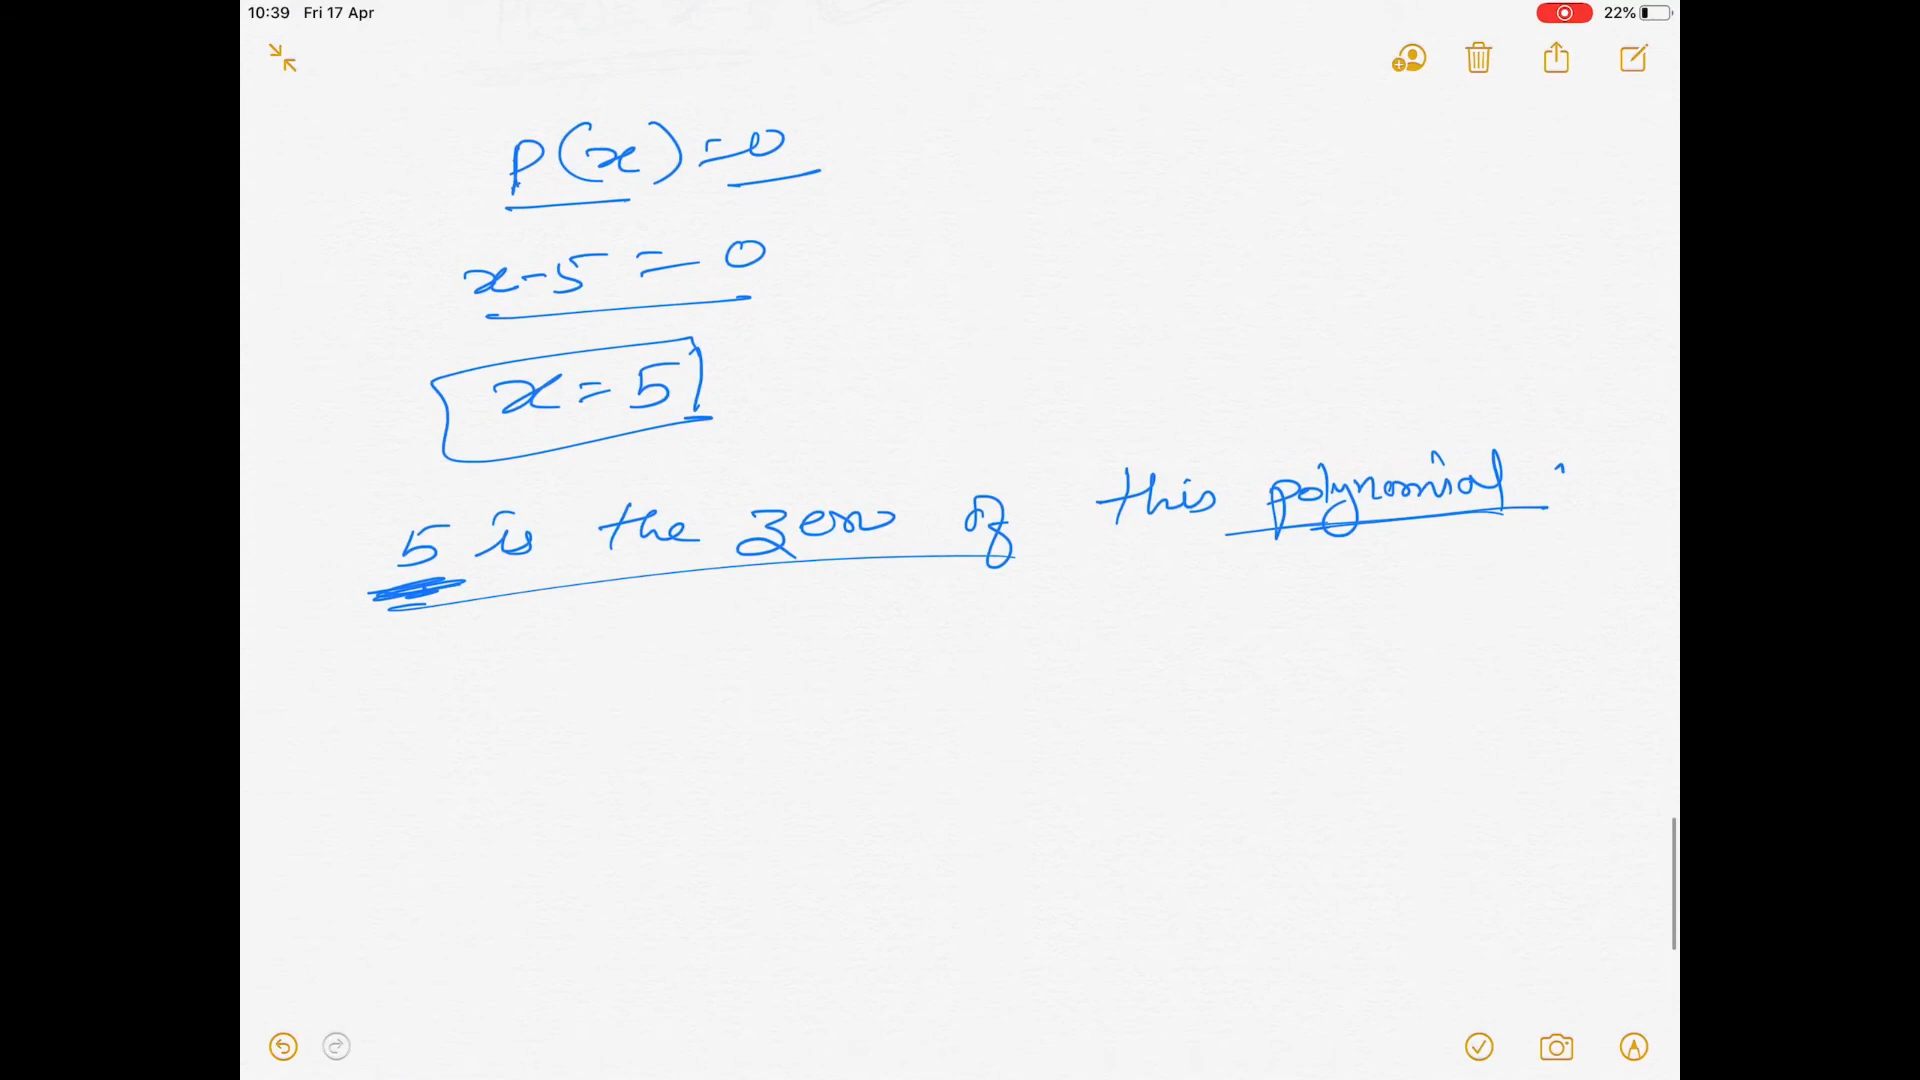 10:39 Fri 17 Apr 22%
P(x) = 0
x - 5 = 0
x = 5
5 is the zero of this polynomial